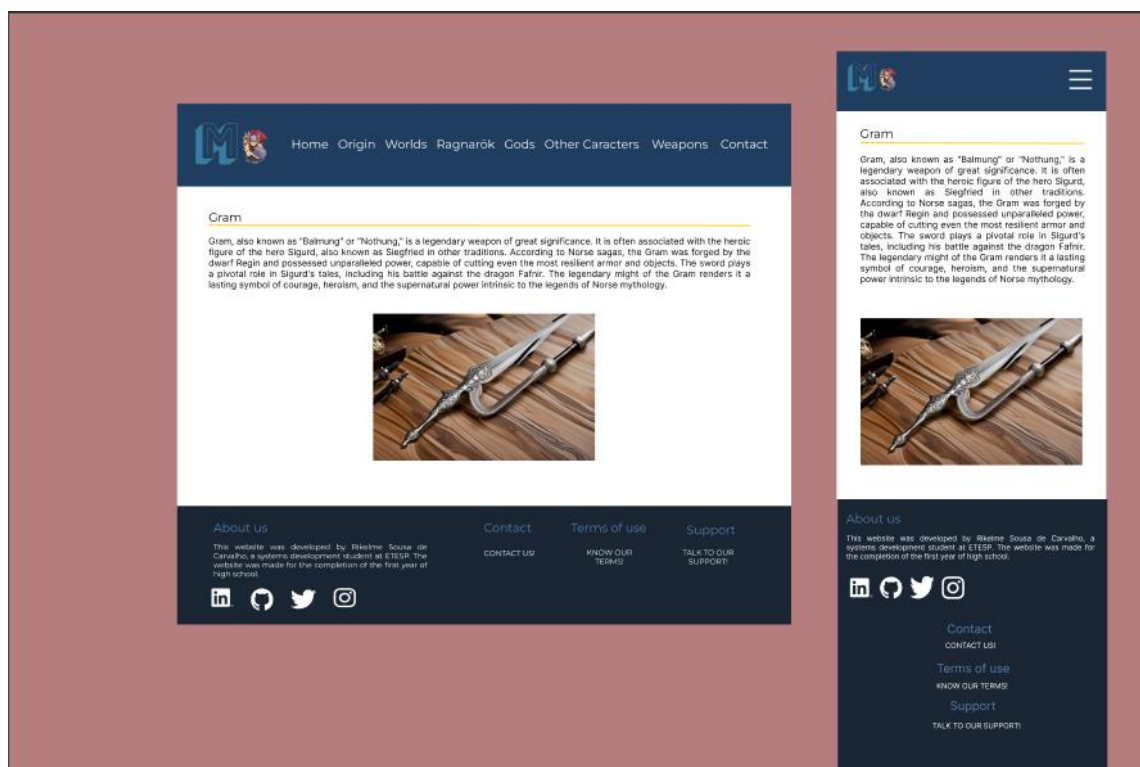 M
Home Origin Worlds Ragnarök Gods Other Caracters Weapons Contact
Gram
Gram, also known as "Balmung" or "Nothung," is a legendary weapon of great significance. It is often associated with the heroic
figure of the hero Sigurd, also known as Siegfried in other traditions. According to Norse sagas, the Gram was forged by the
dwarf Regin and possessed unparalleled power, capable of cutting even the most resilient armor and objects. The sword plays
a pivotal role in Sigurd's tales, including his battle against the dragon Fafnir. The legendary might of the Gram renders it a
lasting symbol of courage, heroism, and the supernatural power intrinsic to the legends of Norse mythology.
About us
This website was developed by Rikelme Sousa de
Carvalho, a systems development student at ETESP. The
website was made for the completion of the first year of
high school.
in
Contact
CONTACT US!
Terms of use
KNOW OUR
TERMS!
Support
TALK TO OUR
SUPPORT!
M
Gram
Gram, also known as "Balmung" or "Nothung," is a
legendary weapon of great significance. It is often
associated with the heroic figure of the hero Sigurd,
also known as Siegfried in other traditions.
According to Norse sagas, the Gram was forged by
the dwarf Regin and possessed unparalleled power,
capable of cutting even the most resilient armor and
objects. The sword plays a pivotal role in Sigurd's
tales, including his battle against the dragon Fafnir.
The legendary might of the Gram renders it a lasting
symbol of courage, heroism, and the supernatural
power intrinsic to the legends of Norse mythology.
About us
This website was developed by Rikelme Sousa de Carvalho, a
systems development student at ETESP. The website was made for
the completion of the first year of high school.
in
Contact
CONTACT US!
Terms of use
KNOW OUR TERMS!
Support
TALK TO OUR SUPPORT!